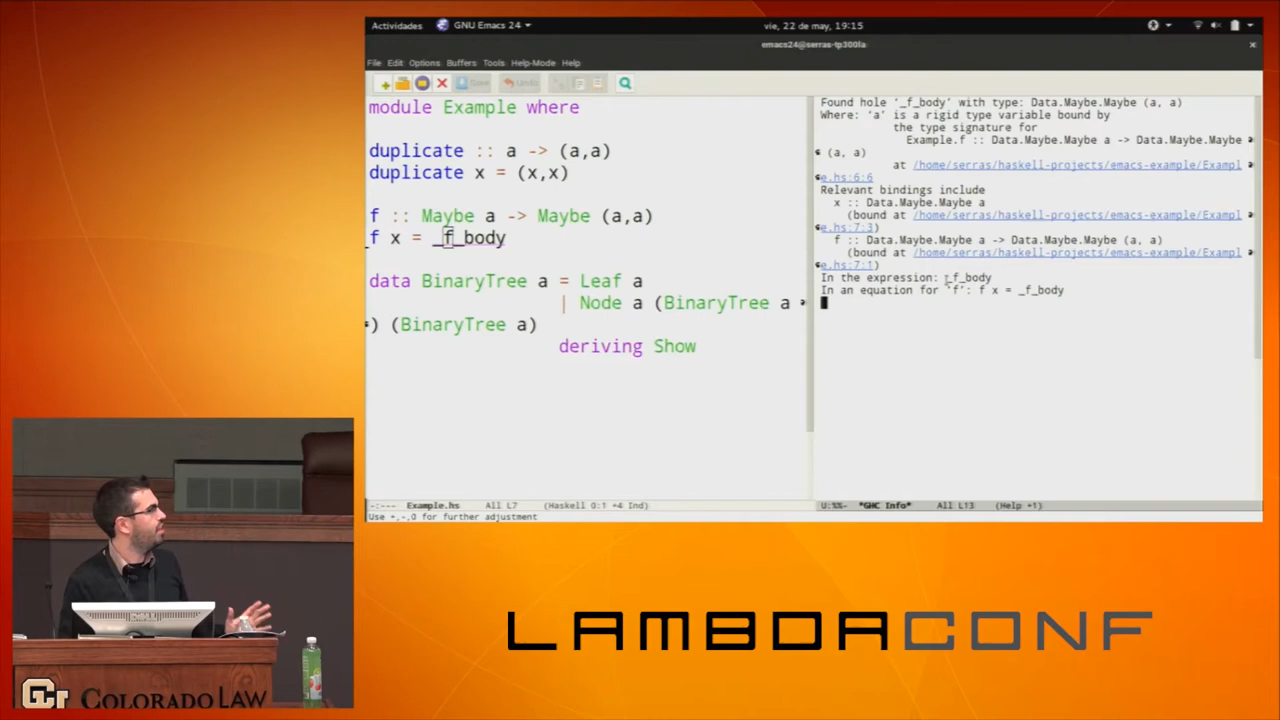 Actividades GNU Emacs 24 vie, 22 de may, 19:15
emacs24@serras-tp300la
File Edit Options Buffers Tools Help-Mode Help
Save Undo
module Example where
duplicate :: a -> (a,a)
duplicate x = (x,x)
f :: Maybe a -> Maybe (a,a)
f x = _f_body
data BinaryTree a = Leaf a
| Node a (BinaryTree a
) (BinaryTree a)
deriving Show
-:--- Example.hs All L7 (Haskell 0:1 +4 Ind)
Use +,-,0 for further adjustment
Found hole ‘_f_body’ with type: Data.Maybe.Maybe (a, a)
Where: ‘a’ is a rigid type variable bound by
the type signature for
Example.f :: Data.Maybe.Maybe a -> Data.Maybe.Maybe
(a, a)
at /home/serras/haskell-projects/emacs-example/Exampl
e.hs:6:6
Relevant bindings include
x :: Data.Maybe.Maybe a
(bound at /home/serras/haskell-projects/emacs-example/Exampl
e.hs:7:3)
f :: Data.Maybe.Maybe a -> Data.Maybe.Maybe (a, a)
(bound at /home/serras/haskell-projects/emacs-example/Exampl
e.hs:7:1)
In the expression: _f_body
In an equation for ‘f’: f x = _f_body
U:%%- *GHC Info* All L13 (Help +1)
LAMBDACONF
COLORADO LAW